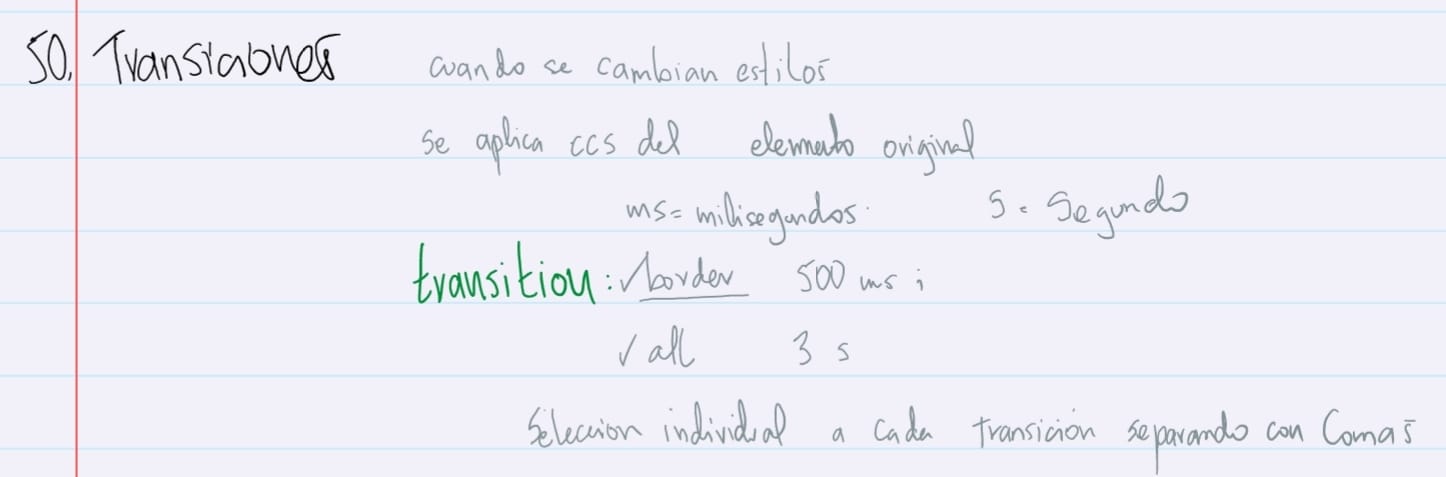 50. Transiciones cuando se cambian estilos
se aplica ccs del elemento original
ms= milisegundos. s = Segundo
transition: ✓border 500 ms ;
✓ all 3 s
Seleccion individual a cada transición separando con Comas